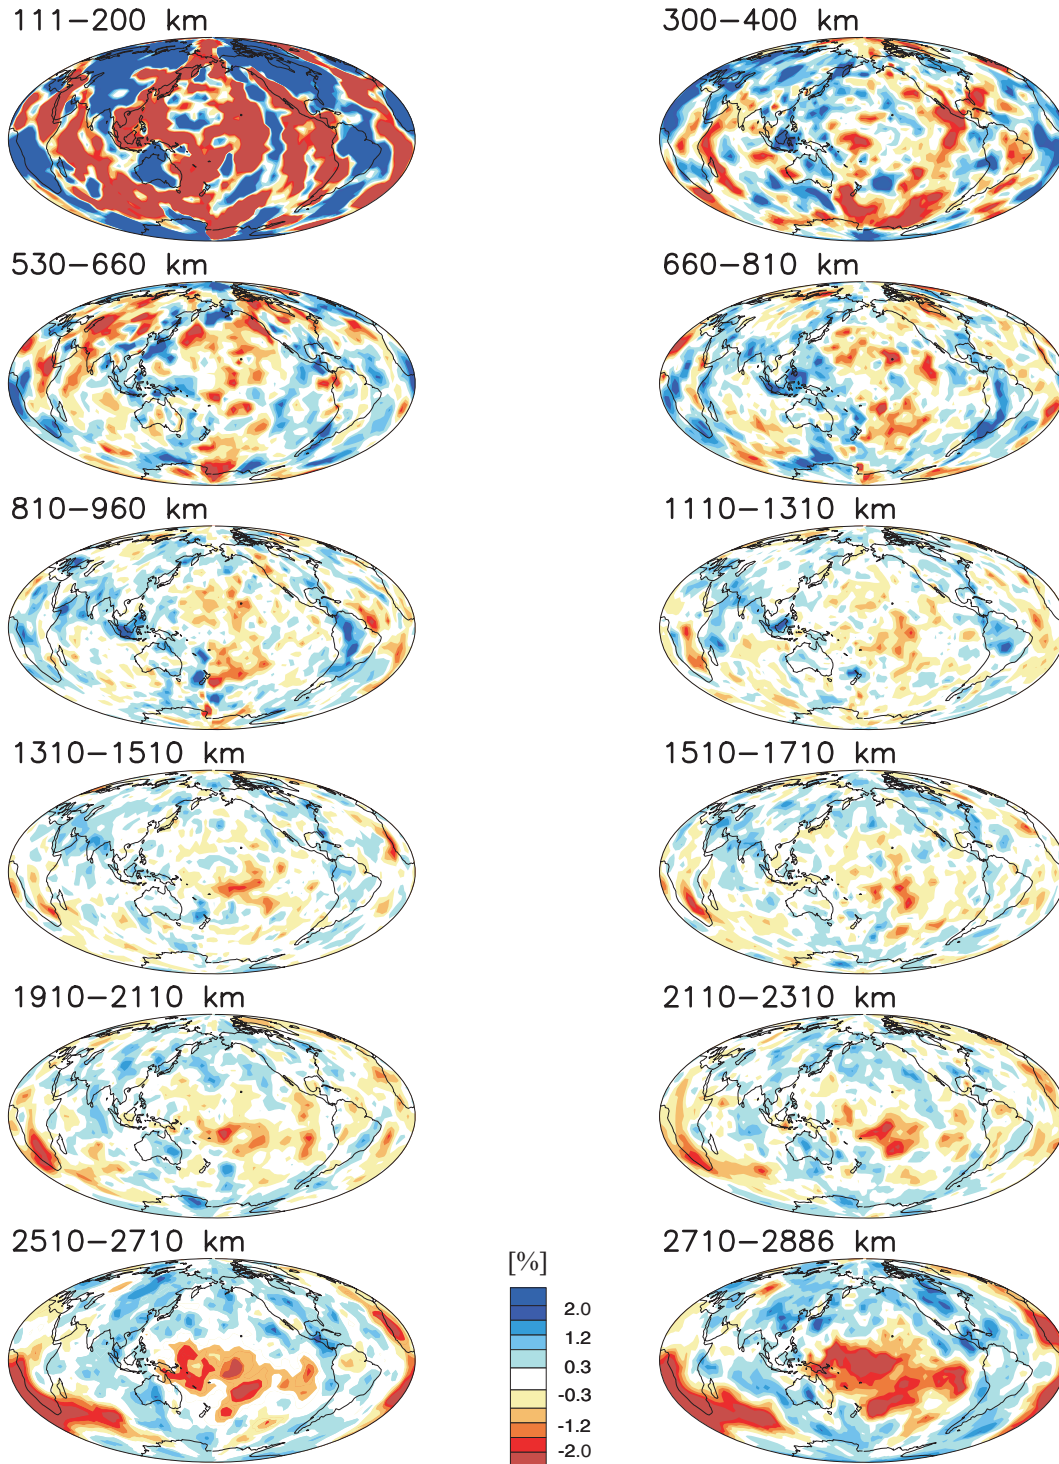 111–200 km
300–400 km
530–660 km
660–810 km
810–960 km
1110–1310 km
1310–1510 km
1510–1710 km
1910–2110 km
2110–2310 km
2510–2710 km
2710–2886 km
[%]
2.0
1.2
0.3
-0.3
-1.2
-2.0